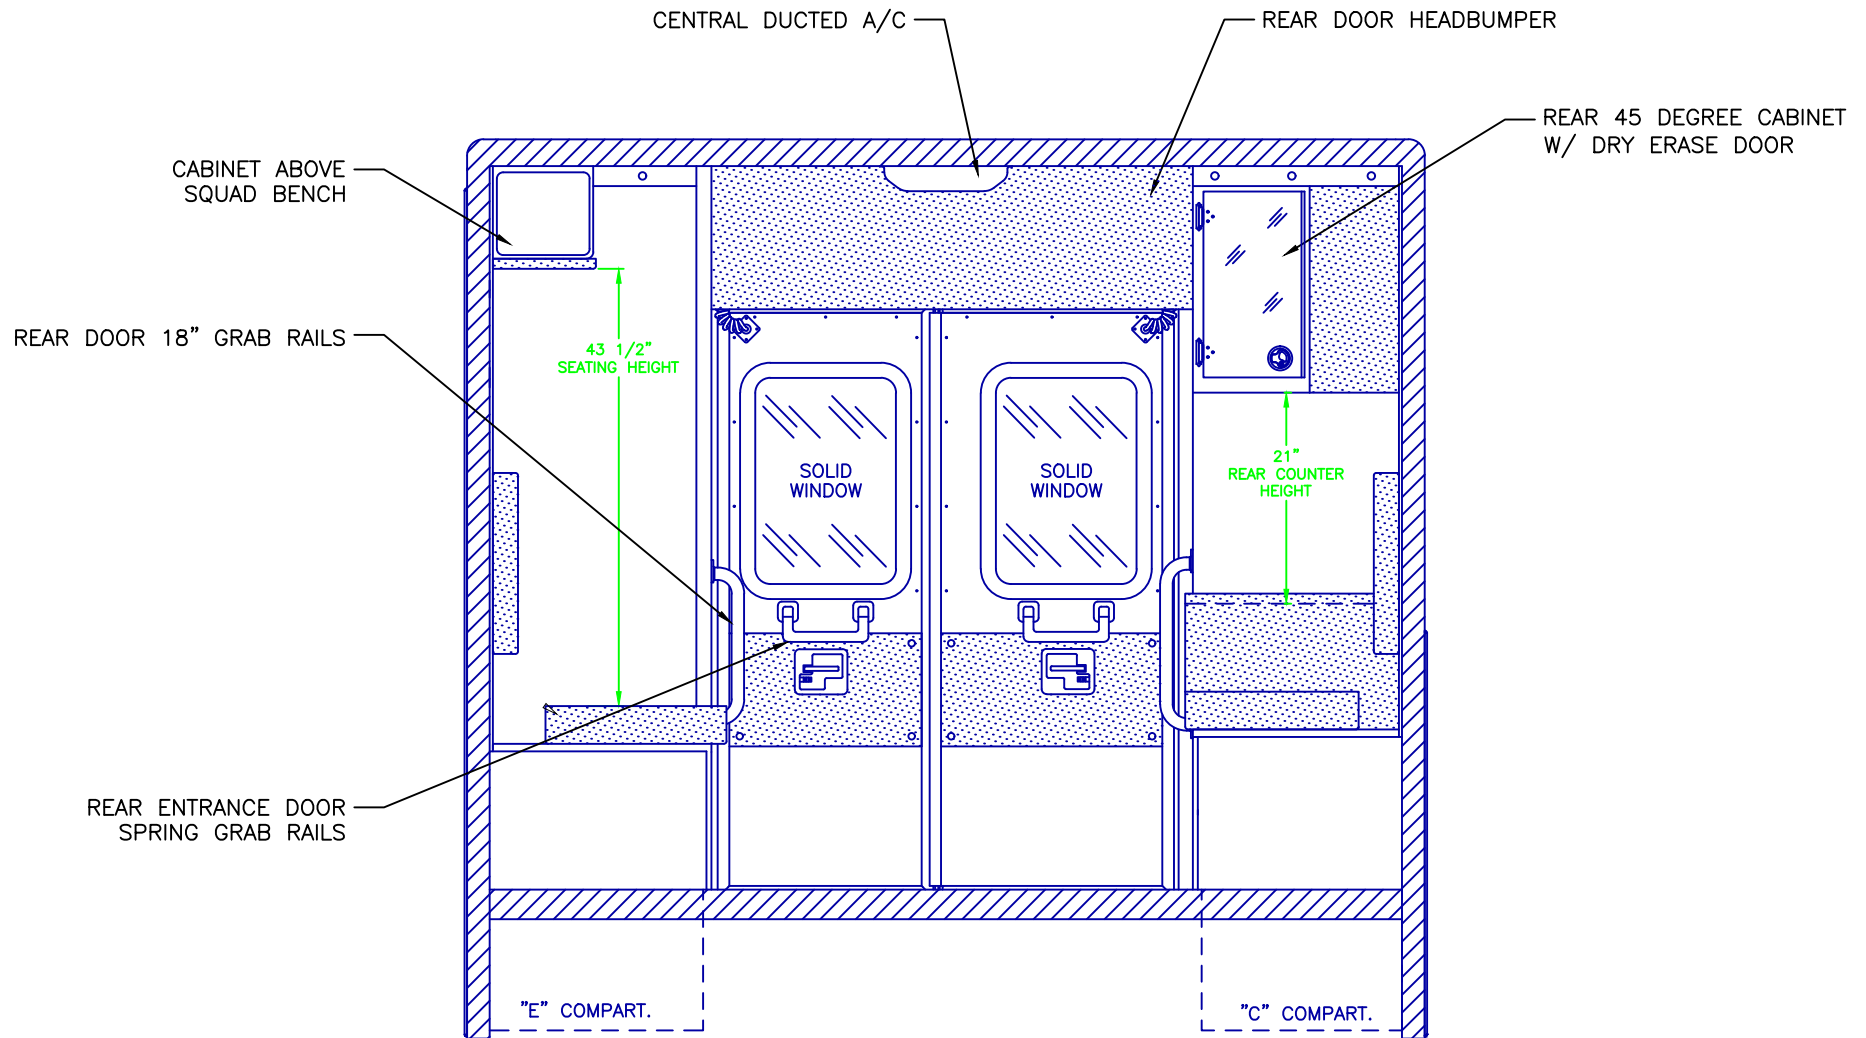 CENTRAL DUCTED A/C
REAR DOOR HEADBUMPER
REAR 45 DEGREE CABINET
W/ DRY ERASE DOOR
CABINET ABOVE
SQUAD BENCH
REAR DOOR 18" GRAB RAILS
43 1/2"
SEATING HEIGHT
SOLID
WINDOW
SOLID
WINDOW
21"
REAR COUNTER
HEIGHT
REAR ENTRANCE DOOR
SPRING GRAB RAILS
"E" COMPART.
"C" COMPART.